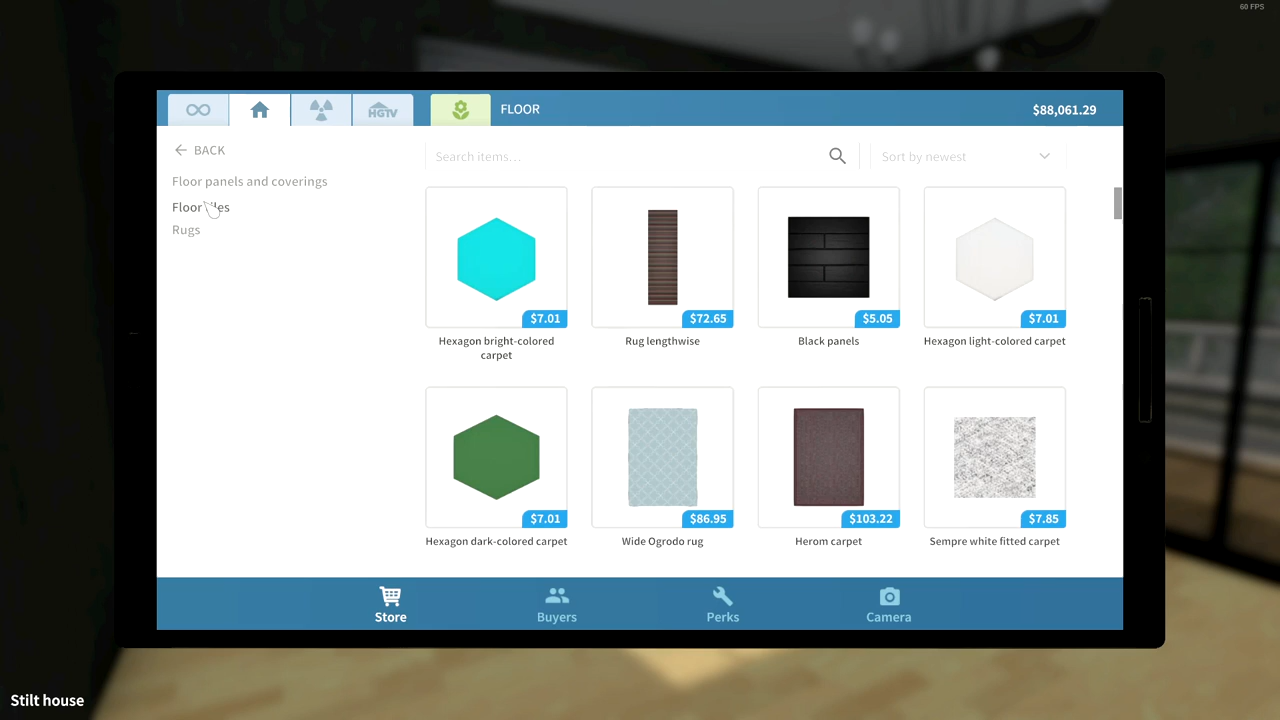 60 FPS
HGTV
FLOOR
$88,061.29
BACK
Search items...
Sort by newest
Floor panels and coverings
Floor tiles
Rugs
$7.01
$72.65
$5.05
$7.01
Hexagon bright-colored
carpet
Rug lengthwise
Black panels
Hexagon light-colored carpet
$7.01
$86.95
$103.22
$7.85
Hexagon dark-colored carpet
Wide Ogrodo rug
Herom carpet
Sempre white fitted carpet
Store
Buyers
Perks
Camera
Stilt house